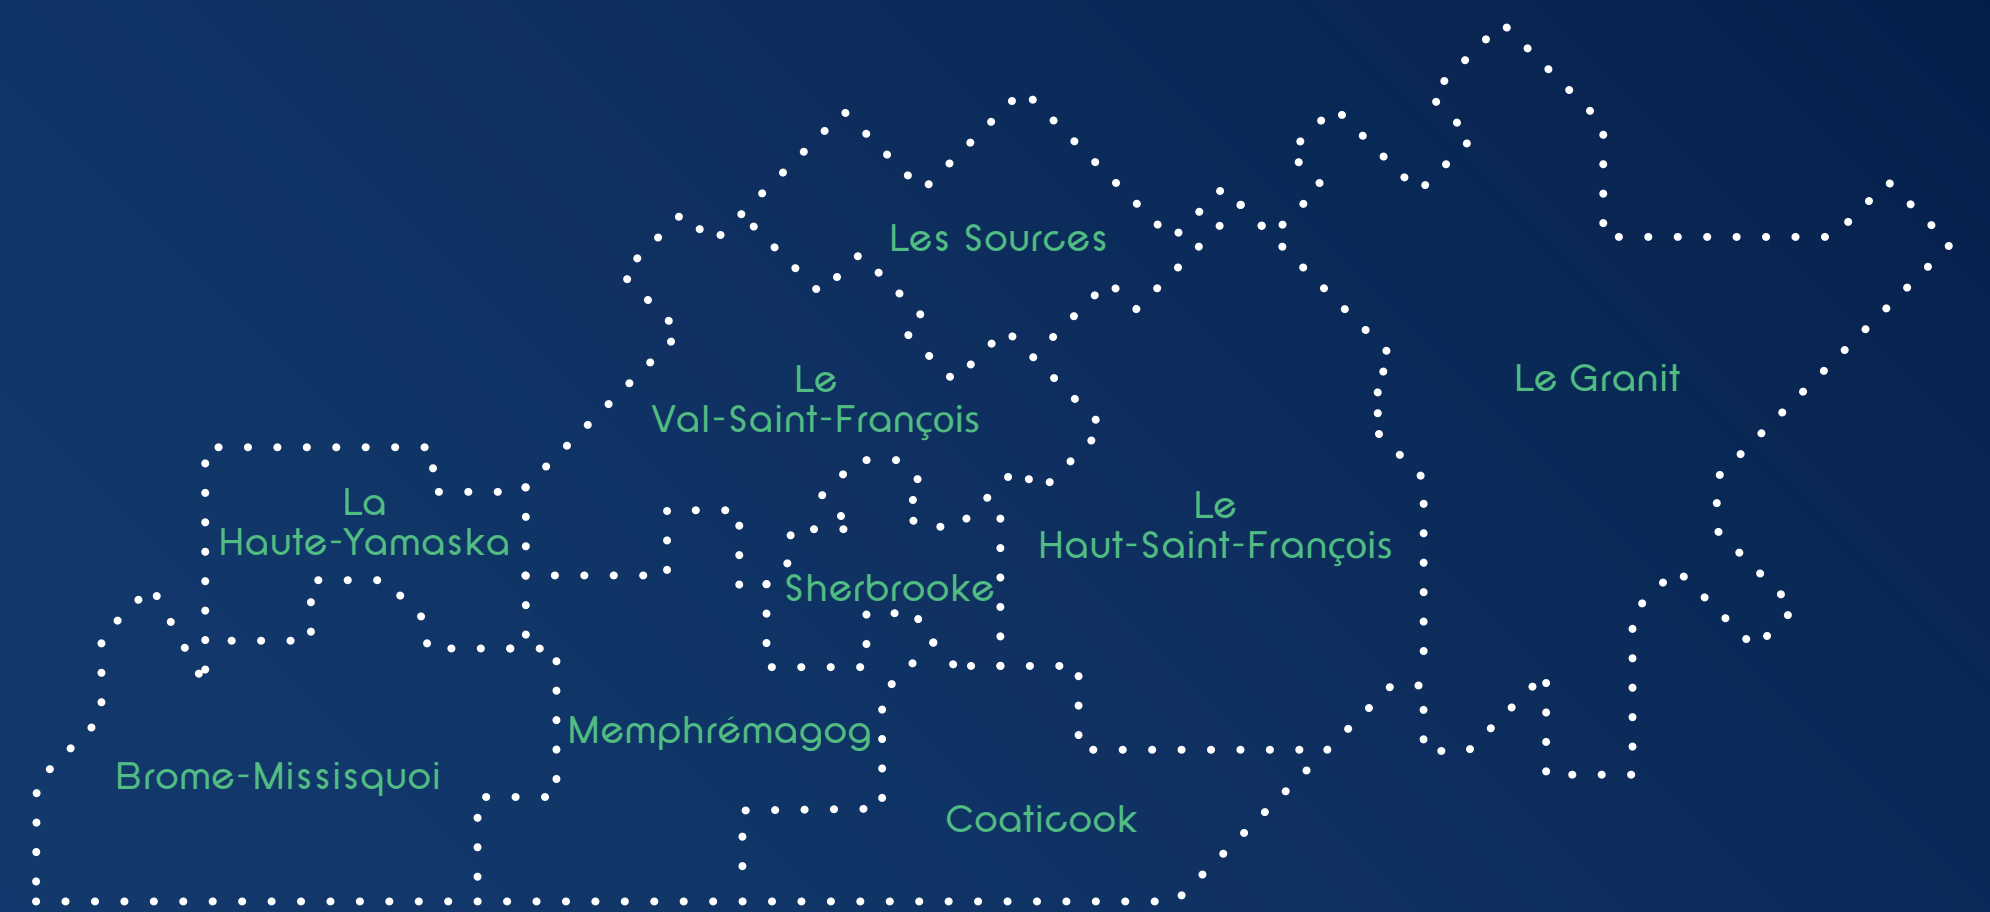 Les Sources
Le
Val-Saint-François
Le Granit
La
Haute-Yamaska
Le
Haut-Saint-François
Sherbrooke
Memphrémagog
Brome-Missisquoi
Coaticook